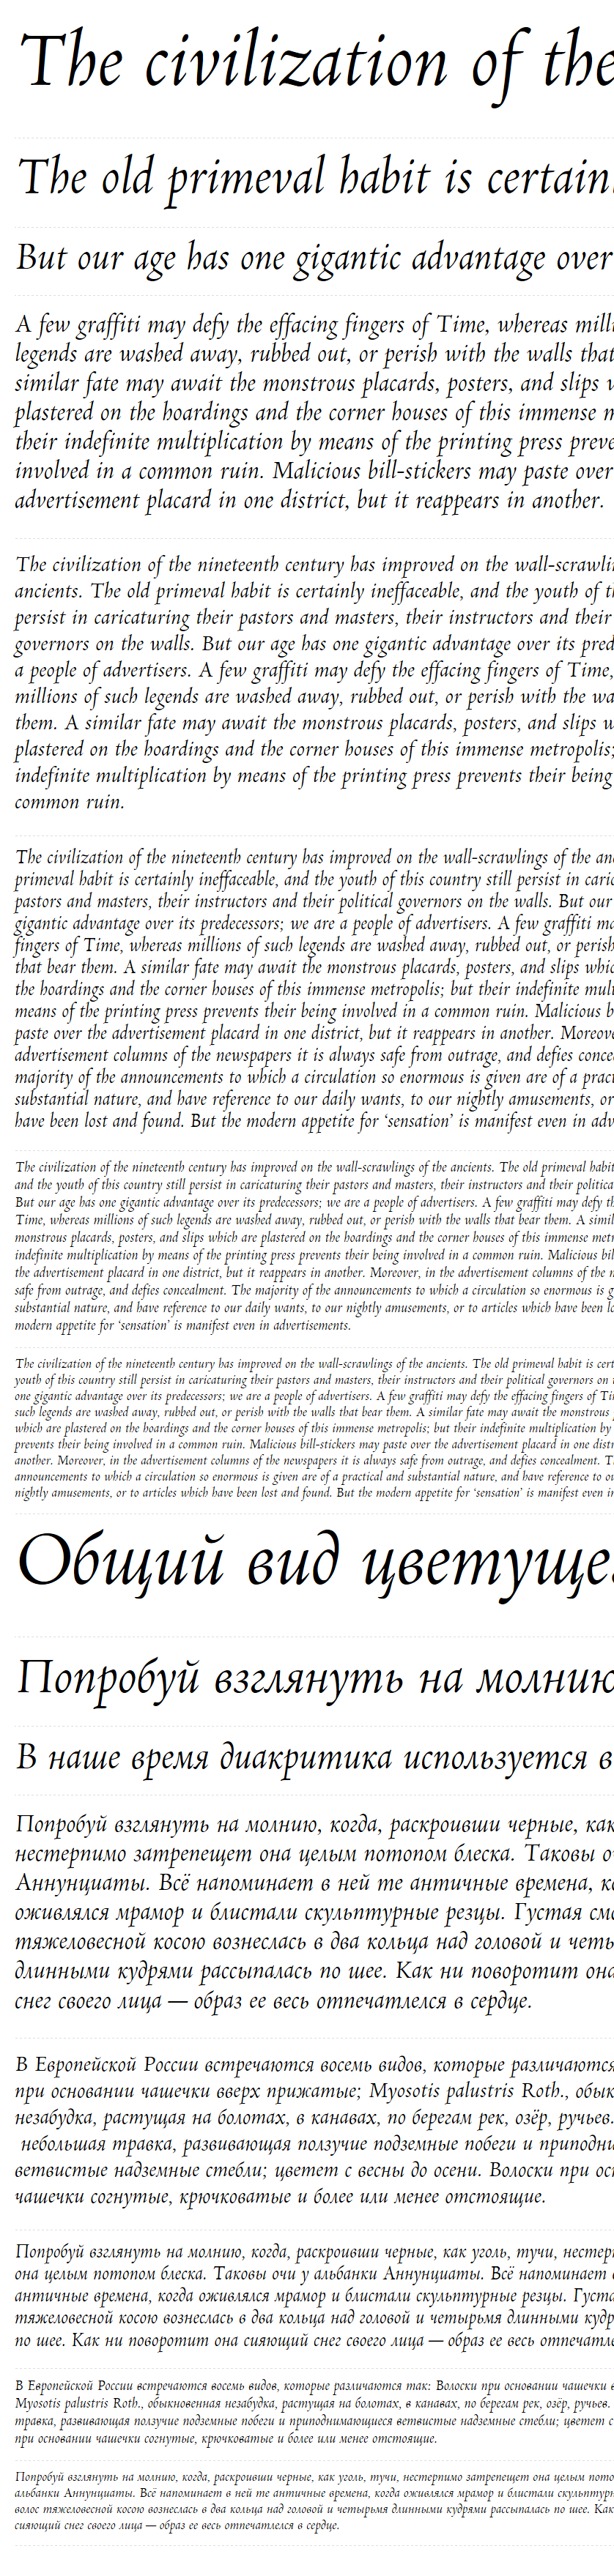 The civilization of the
The old primeval habit is certain
But our age has one gigantic advantage over
A few graffiti may defy the effacing fingers of Time, whereas milli
legends are washed away, rubbed out, or perish with the walls that
similar fate may await the monstrous placards, posters, and slips w
plastered on the hoardings and the corner houses of this immense m
their indefinite multiplication by means of the printing press preve
involved in a common ruin. Malicious bill-stickers may paste over
advertisement placard in one district, but it reappears in another.
The civilization of the nineteenth century has improved on the wall-scrawli
ancients. The old primeval habit is certainly ineffaceable, and the youth of th
persist in caricaturing their pastors and masters, their instructors and their
governors on the walls. But our age has one gigantic advantage over its pred
a people of advertisers. A few graffiti may defy the effacing fingers of Time,
millions of such legends are washed away, rubbed out, or perish with the wa
them. A similar fate may await the monstrous placards, posters, and slips w
plastered on the hoardings and the corner houses of this immense metropolis;
indefinite multiplication by means of the printing press prevents their being
common ruin.
The civilization of the nineteenth century has improved on the wall-scrawlings of the anc
primeval habit is certainly ineffaceable, and the youth of this country still persist in caric
pastors and masters, their instructors and their political governors on the walls. But our
gigantic advantage over its predecessors; we are a people of advertisers. A few graffiti ma
fingers of Time, whereas millions of such legends are washed away, rubbed out, or perish
that bear them. A similar fate may await the monstrous placards, posters, and slips whic
the hoardings and the corner houses of this immense metropolis; but their indefinite mult
means of the printing press prevents their being involved in a common ruin. Malicious b
paste over the advertisement placard in one district, but it reappears in another. Moreov
advertisement columns of the newspapers it is always safe from outrage, and defies concea
majority of the announcements to which a circulation so enormous is given are of a pract
substantial nature, and have reference to our daily wants, to our nightly amusements, or
have been lost and found. But the modern appetite for ‘sensation’ is manifest even in adv
The civilization of the nineteenth century has improved on the wall-scrawlings of the ancients. The old primeval habit
and the youth of this country still persist in caricaturing their pastors and masters, their instructors and their politica
But our age has one gigantic advantage over its predecessors; we are a people of advertisers. A few graffiti may defy th
Time, whereas millions of such legends are washed away, rubbed out, or perish with the walls that bear them. A simil
monstrous placards, posters, and slips which are plastered on the hoardings and the corner houses of this immense metr
indefinite multiplication by means of the printing press prevents their being involved in a common ruin. Malicious bil
the advertisement placard in one district, but it reappears in another. Moreover, in the advertisement columns of the n
safe from outrage, and defies concealment. The majority of the announcements to which a circulation so enormous is g
substantial nature, and have reference to our daily wants, to our nightly amusements, or to articles which have been lo
modern appetite for ‘sensation’ is manifest even in advertisements.
The civilization of the nineteenth century has improved on the wall-scrawlings of the ancients. The old primeval habit is cert
youth of this country still persist in caricaturing their pastors and masters, their instructors and their political governors on t
one gigantic advantage over its predecessors; we are a people of advertisers. A few graffiti may defy the effacing fingers of Ti
such legends are washed away, rubbed out, or perish with the walls that bear them. A similar fate may await the monstrous
which are plastered on the hoardings and the corner houses of this immense metropolis; but their indefinite multiplication by
prevents their being involved in a common ruin. Malicious bill-stickers may paste over the advertisement placard in one distr
another. Moreover, in the advertisement columns of the newspapers it is always safe from outrage, and defies concealment. T
announcements to which a circulation so enormous is given are of a practical and substantial nature, and have reference to ou
nightly amusements, or to articles which have been lost and found. But the modern appetite for ‘sensation’ is manifest even in
Общий вид цветуще
Попробуй взглянуть на молнию
В наше время диакритика используется в
Попробуй взглянуть на молнию, когда, раскроивши черные, как
нестерпимо затрепещет она целым потопом блеска. Таковы о
Аннунциаты. Всё напоминает в ней те античные времена, ко
оживлялся мрамор и блистали скульптурные резцы. Густая смо
тяжеловесной косою вознеслась в два кольца над головой и четы
длинными кудрями рассыпалась по шее. Как ни поворотит она
снег своего лица — образ ее весь отпечатлелся в сердце.
В Европейской России встречаются восемь видов, которые различаются
при основании чашечки вверх прижатые; Myosotis palustris Roth., обык
незабудка, растущая на болотах, в канавах, по берегам рек, озёр, ручьев.
небольшая травка, развивающая ползучие подземные побеги и приподни
ветвистые надземные стебли; цветет с весны до осени. Волоски при осн
чашечки согнутые, крючковатые и более или менее отстоящие.
Попробуй взглянуть на молнию, когда, раскроивши черные, как уголь, тучи, нестерп
она целым потопом блеска. Таковы очи у альбанки Аннунциаты. Всё напоминает в
античные времена, когда оживлялся мрамор и блистали скульптурные резцы. Густа
тяжеловесной косою вознеслась в два кольца над головой и четырьмя длинными кудр
по шее. Как ни поворотит она сияющий снег своего лица — образ ее весь отпечатле
В Европейской России встречаются восемь видов, которые различаются так: Волоски при основании чашечки в
Myosotis palustris Roth., обыкновенная незабудка, растущая на болотах, в канавах, по берегам рек, озёр, ручьев.
травка, развивающая ползучие подземные побеги и приподнимающиеся ветвистые надземные стебли; цветет с
при основании чашечки согнутые, крючковатые и более или менее отстоящие.
Попробуй взглянуть на молнию, когда, раскроивши черные, как уголь, тучи, нестерпимо затрепещет она целым пото
альбанки Аннунциаты. Всё напоминает в ней те античные времена, когда оживлялся мрамор и блистали скульптурн
волос тяжеловесной косою вознеслась в два кольца над головой и четырьмя длинными кудрями рассыпалась по шее. Как
сияющий снег своего лица — образ ее весь отпечатлелся в сердце.